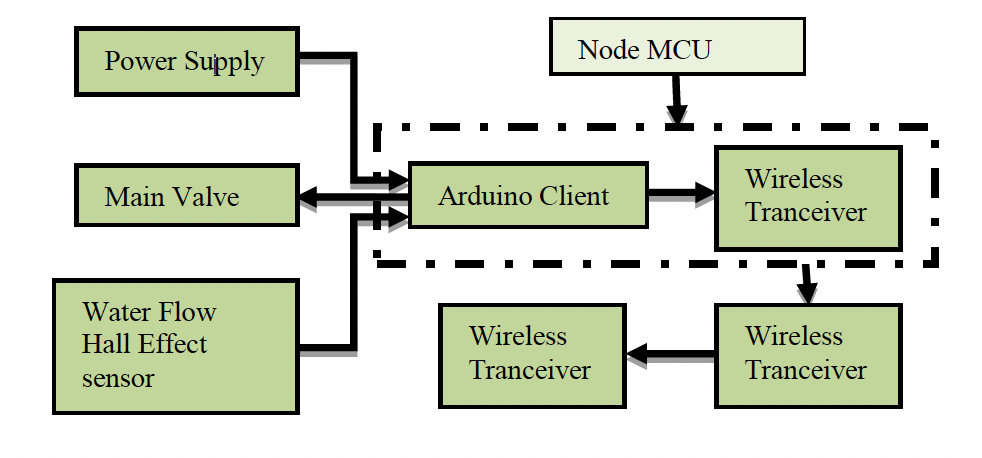 Power Supply
Node MCU
Main Valve
Arduino Client
Wireless
Tranceiver
Water Flow
Hall Effect
sensor
Wireless
Tranceiver
Wireless
Tranceiver